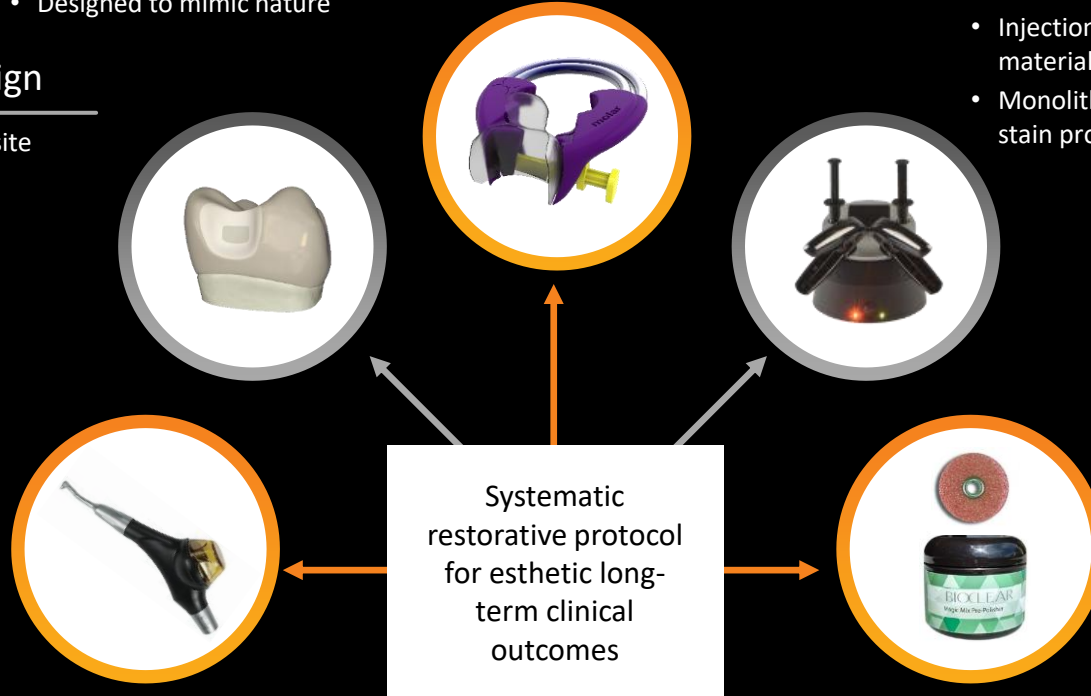 • Designed to mimic nature
• Injection
material
• Monolith
stain pro
ign
site
molar
Systematic
restorative protocol
for esthetic long-
term clinical
outcomes
BIOCLEAR
Magic Mix Pre-Polisher